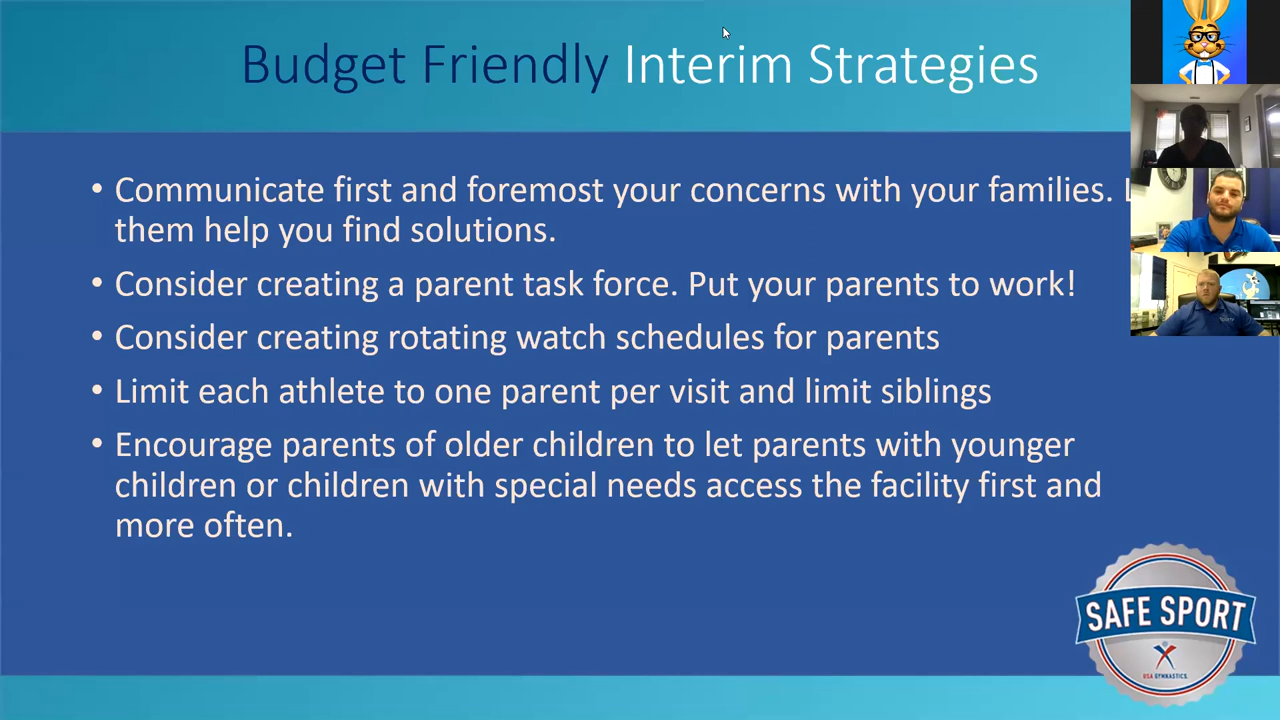 Budget Friendly Interim Strategies
• Communicate first and foremost your concerns with your families.
them help you find solutions.
• Consider creating a parent task force. Put your parents to work!
• Consider creating rotating watch schedules for parents
• Limit each athlete to one parent per visit and limit siblings
• Encourage parents of older children to let parents with younger
children or children with special needs access the facility first and
more often.
SAFE SPORT
USA GYMNASTICS